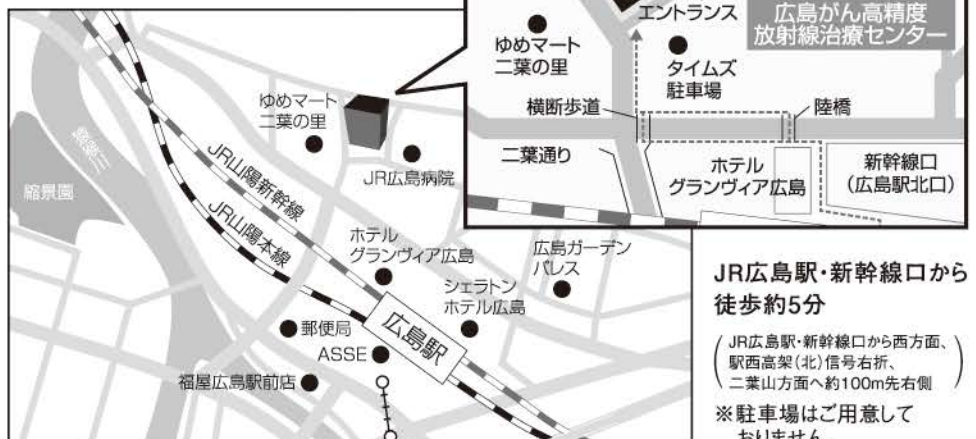 エントランス
広島がん高精度
放射線治療センター
ゆめマート
二葉の里
タイムズ
駐車場
横断歩道
陸橋
二葉通り
ホテル
グランヴィア広島
新幹線口
(広島駅北口)
ゆめマート
二葉の里
JR広島病院
縮景園
JR山陽新幹線
JR山陽本線
ホテル
グランヴィア広島
広島ガーデン
パレス
シェラトン
ホテル広島
広島駅
郵便局
ASSE
福屋広島駅前店
JR広島駅・新幹線口から
徒歩約5分
(JR広島駅・新幹線口から西方面、
駅西高架(北)信号右折、
二葉山方面へ約100m先右側)
※駐車場はご用意して
おりません。